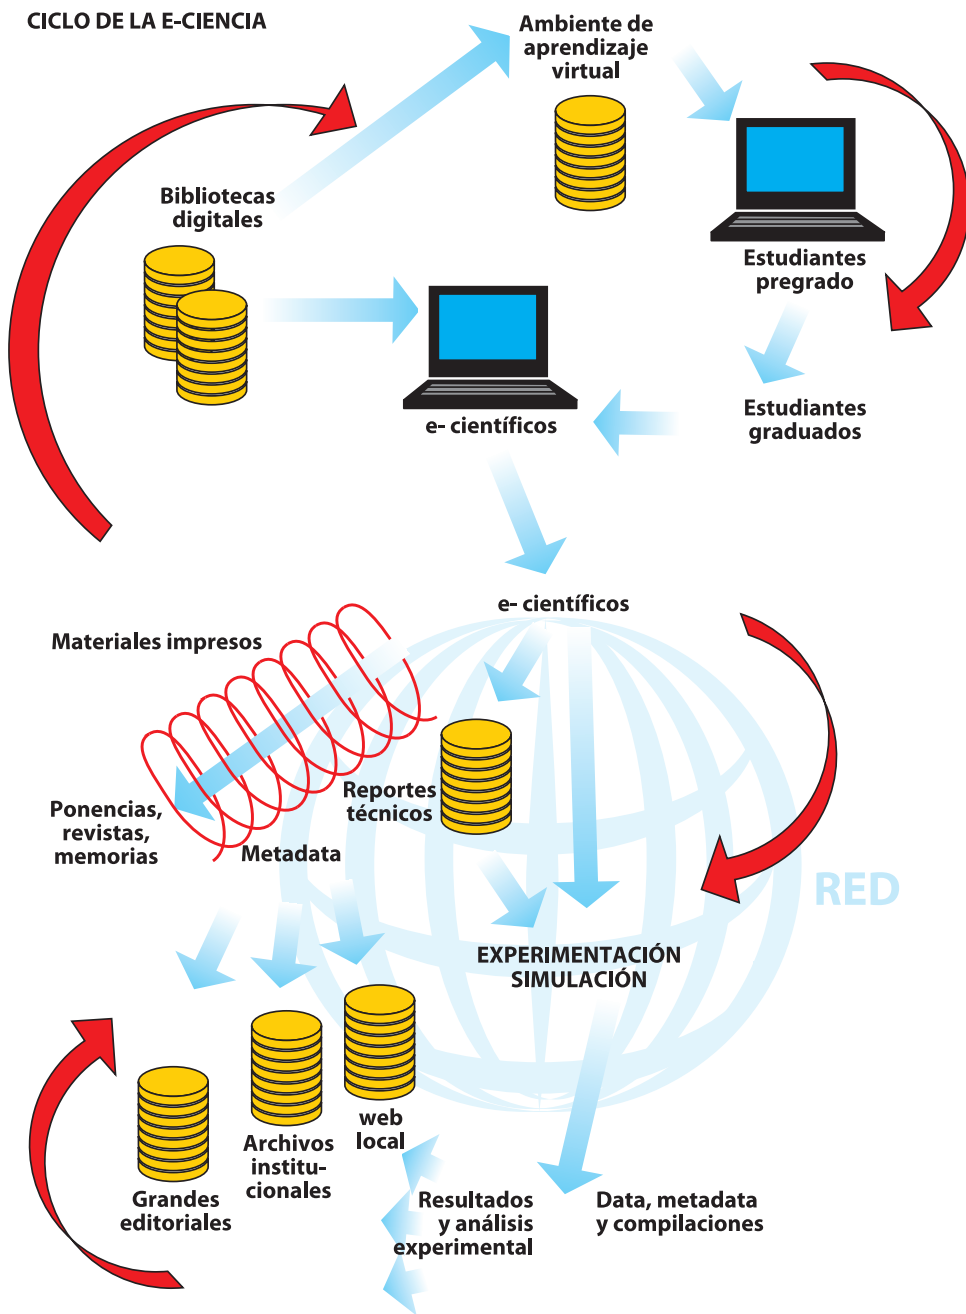 CICLO DE LA E-CIENCIA
Ambiente de
aprendizaje
virtual
Bibliotecas
digitales
Estudiantes
pregrado
e- científicos
Estudiantes
graduados
e- científicos
Materiales impresos
Reportes
técnicos
Ponencias,
revistas,
memorias
Metadata
RED
EXPERIMENTACIÓN
SIMULACIÓN
web
local
Archivos
institu-
cionales
Grandes
editoriales
Resultados
y análisis
experimental
Data, metadata
y compilaciones